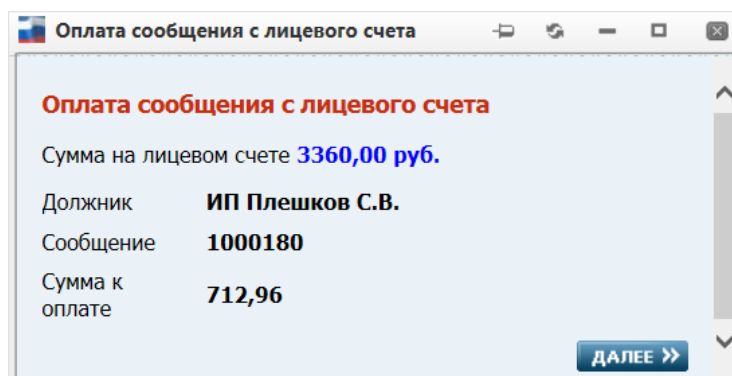 Оплата сообщения с лицевого счета
Оплата сообщения с лицевого счета
Сумма на лицевом счете 3360,00 руб.
Должник ИП Плешков С.В.
Сообщение 1000180
Сумма к
оплате 712,96
ДАЛЕЕ »